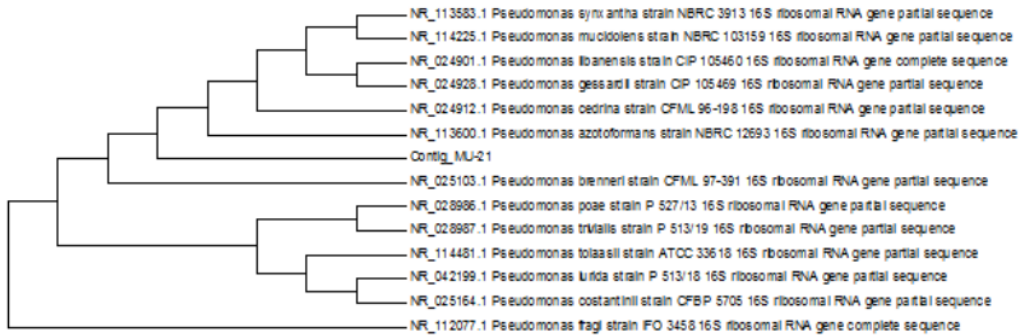 NR_113583.1 Pseudomonas synxantha strain NBRC 3913 16S ribosomal RNA gene partial sequence
NR_114225.1 Pseudomonas mucidolens strain NBRC 103159 16S ribosomal RNA gene partial sequence
NR_024901.1 Pseudomonas libanensis strain CIP 105460 16S ribosomal RNA gene complete sequence
NR_024928.1 Pseudomonas gessardii strain CIP 105469 16S ribosomal RNA gene partial sequence
NR_024912.1 Pseudomonas cedrina strain CFML 96-198 16S ribosomal RNA gene partial sequence
NR_113600.1 Pseudomonas azotoformans strain NBRC 12693 16S ribosomal RNA gene partial sequence
Contig_MU-21
NR_025103.1 Pseudomonas brenneri strain CFML 97-391 16S ribosomal RNA gene partial sequence
NR_028986.1 Pseudomonas poae strain P 527/13 16S ribosomal RNA gene partial sequence
NR_028987.1 Pseudomonas trivialis strain P 513/19 16S ribosomal RNA gene partial sequence
NR_114481.1 Pseudomonas tolaasii strain ATCC 33618 16S ribosomal RNA gene partial sequence
NR_042199.1 Pseudomonas lurida strain P 513/18 16S ribosomal RNA gene partial sequence
NR_025164.1 Pseudomonas costantinii strain CFBP 5705 16S ribosomal RNA gene partial sequence
NR_112077.1 Pseudomonas fragi strain IFO 3458 16S ribosomal RNA gene complete sequence